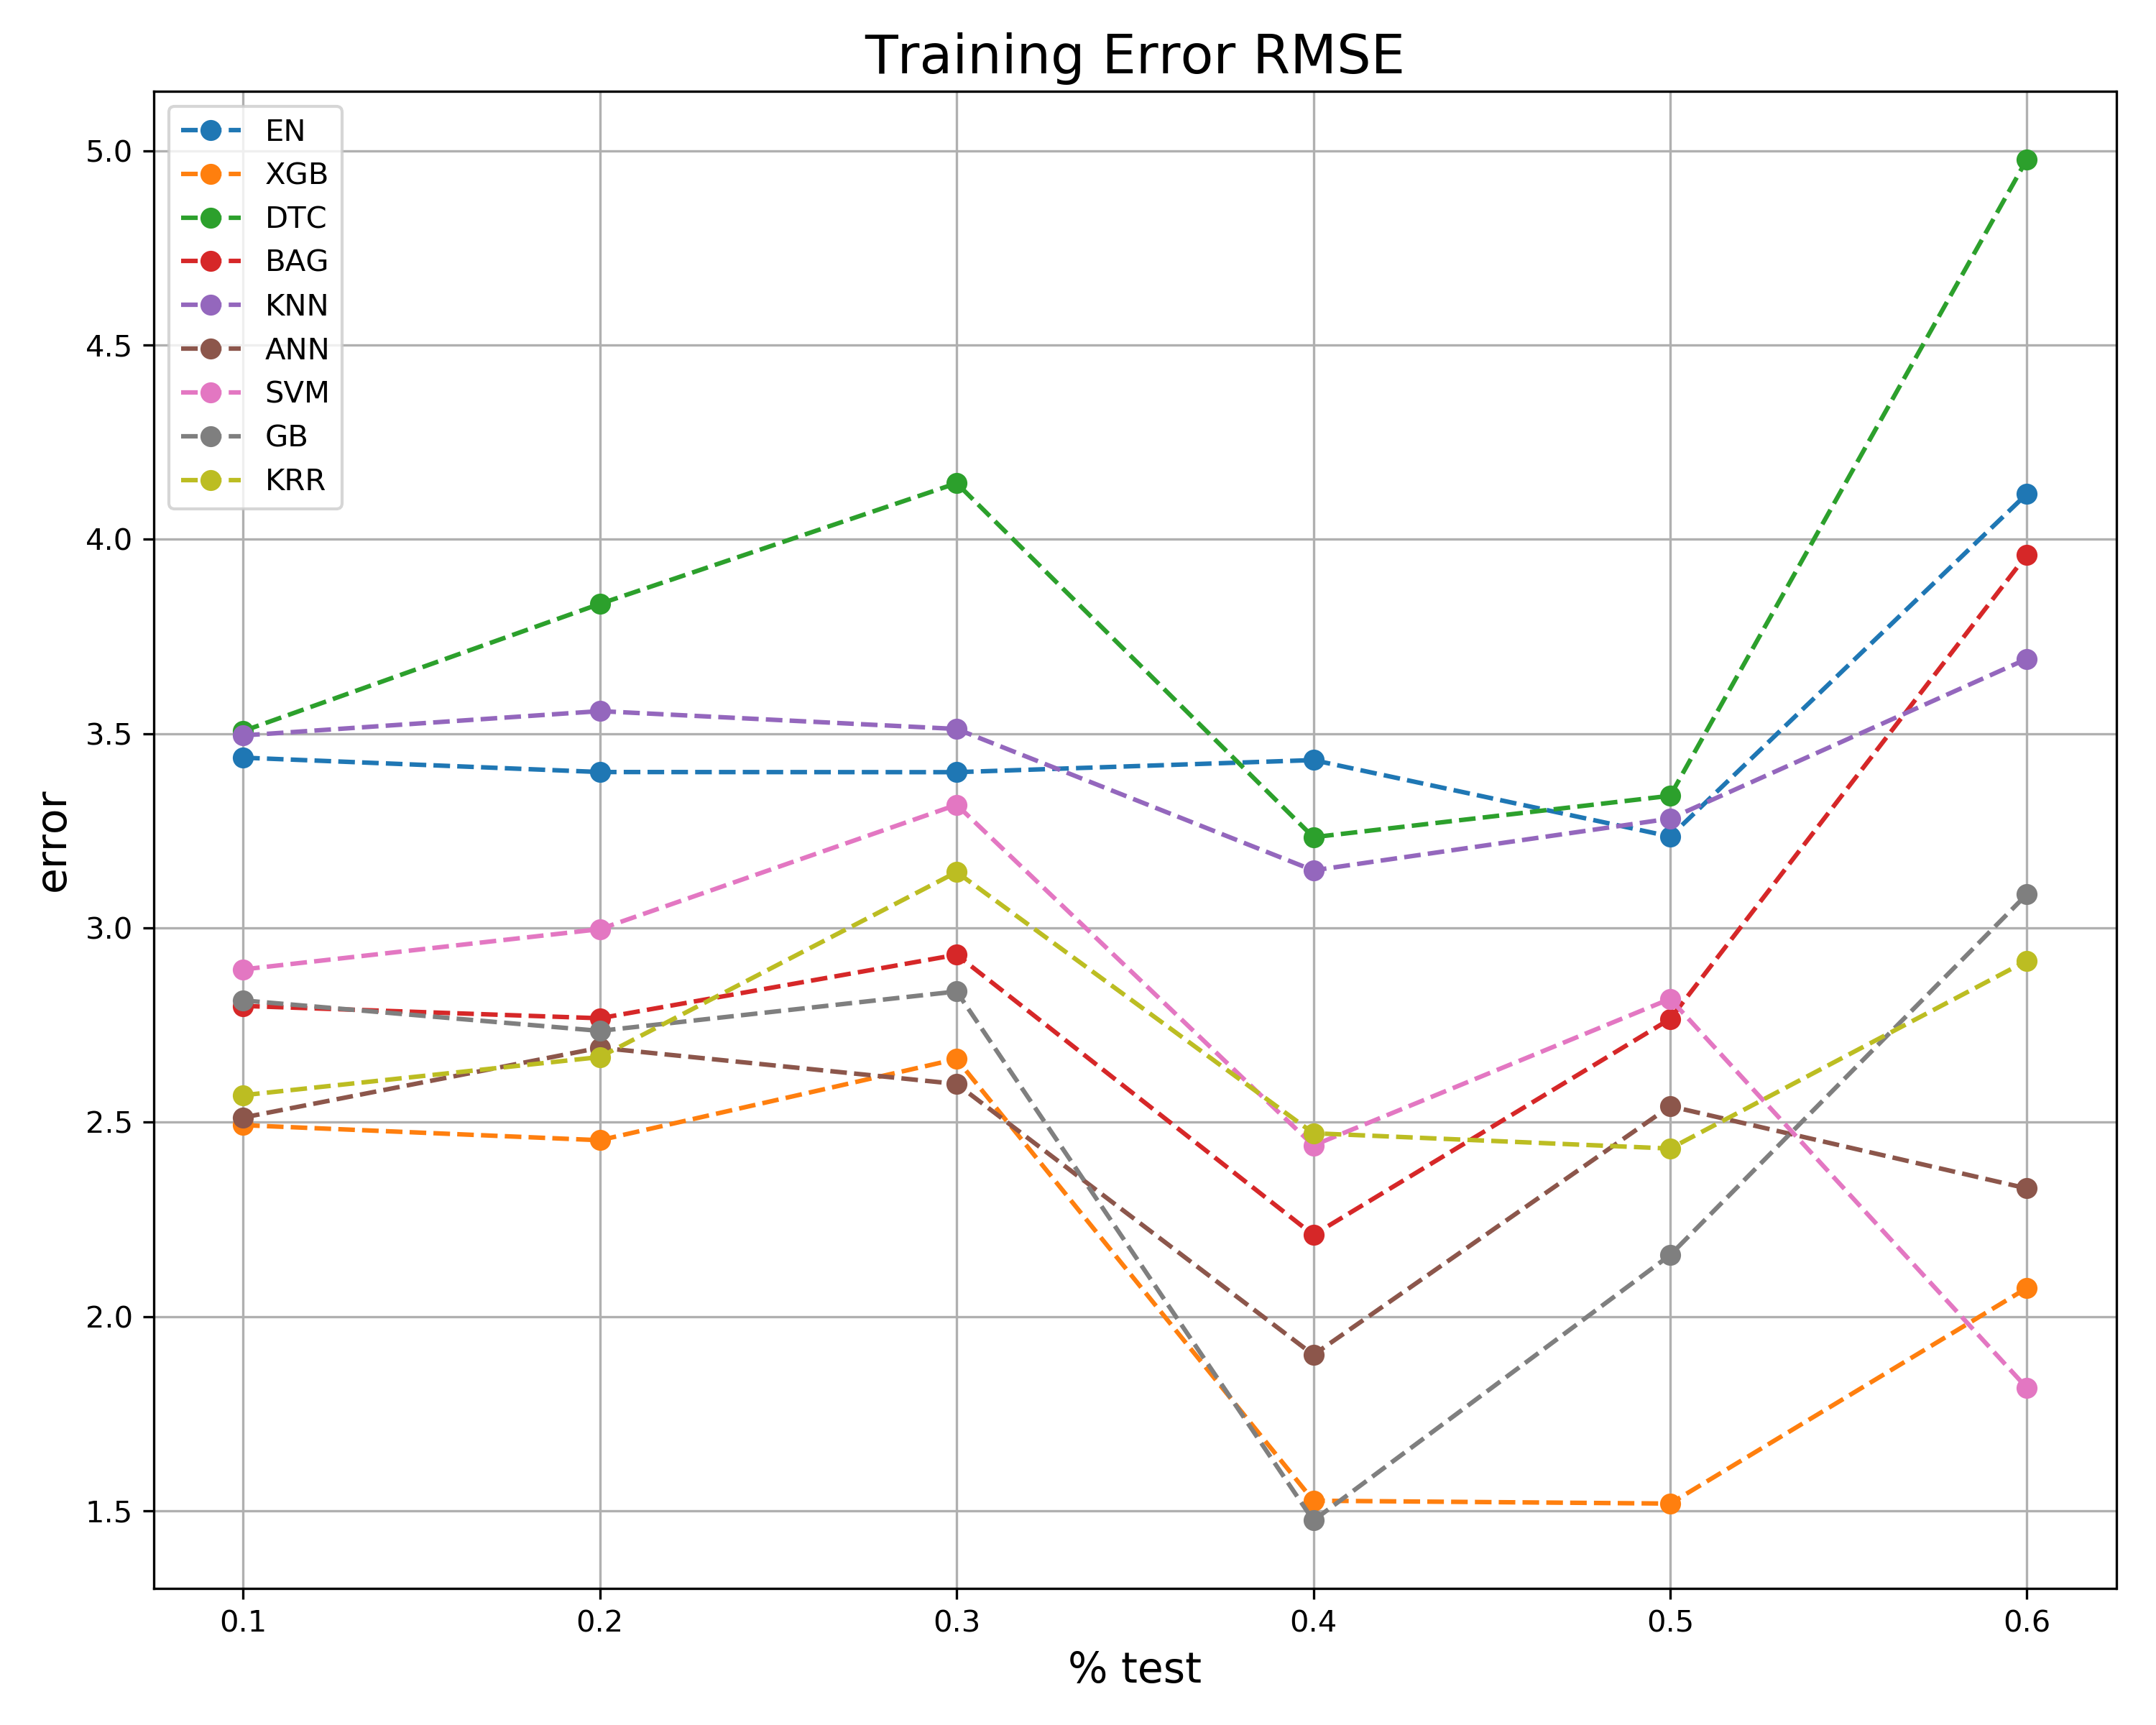 Training Error RMSE
EN
XGB
DTC
BAG
KNN
ANN
SVM
GB
KRR
5.0
4.5
4.0
3.5
3.0
2.5
2.0
1.5
error
0.1 0.2 0.3 0.4 0.5 0.6
% test